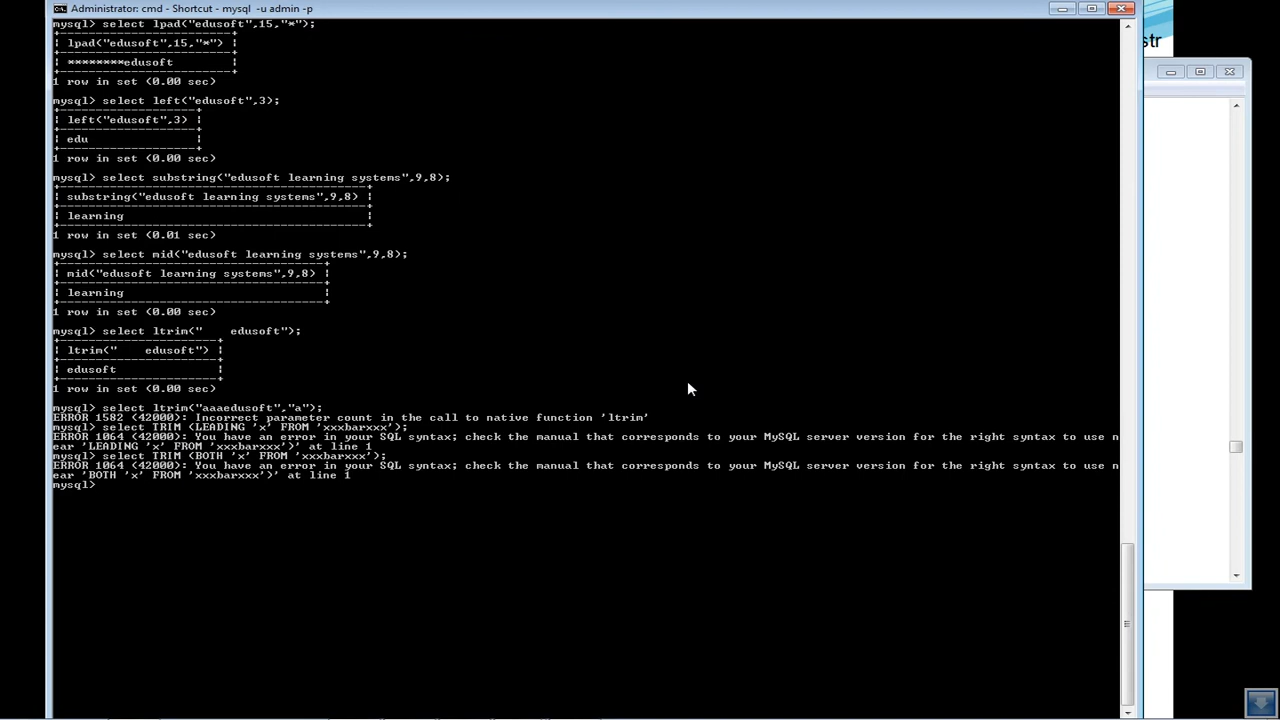 Administrator: cmd - Shortcut - mysql -u admin -p
mysql> select lpad("edusoft",15,"*");
| lpad("edusoft",15,"*") |
| ********edusoft |
1 row in set (0.00 sec)
mysql> select left("edusoft",3);
| left("edusoft",3) |
| edu |
1 row in set (0.00 sec)
mysql> select substring("edusoft learning systems",9,8);
| substring("edusoft learning systems",9,8) |
| learning |
1 row in set (0.01 sec)
mysql> select mid("edusoft learning systems",9,8);
| mid("edusoft learning systems",9,8) |
| learning |
1 row in set (0.00 sec)
mysql> select ltrim("    edusoft");
| ltrim("    edusoft") |
| edusoft |
1 row in set (0.00 sec)
mysql> select ltrim("aaaedusoft","a");
ERROR 1582 (42000): Incorrect parameter count in the call to native function 'ltrim'
mysql> select TRIM (LEADING 'x' FROM 'xxxbarxxx');
ERROR 1064 (42000): You have an error in your SQL syntax; check the manual that corresponds to your MySQL server version for the right syntax to use n
ear 'LEADING 'x' FROM 'xxxbarxxx')' at line 1
mysql> select TRIM (BOTH 'x' FROM 'xxxbarxxx');
ERROR 1064 (42000): You have an error in your SQL syntax; check the manual that corresponds to your MySQL server version for the right syntax to use n
ear 'BOTH 'x' FROM 'xxxbarxxx')' at line 1
mysql>
str